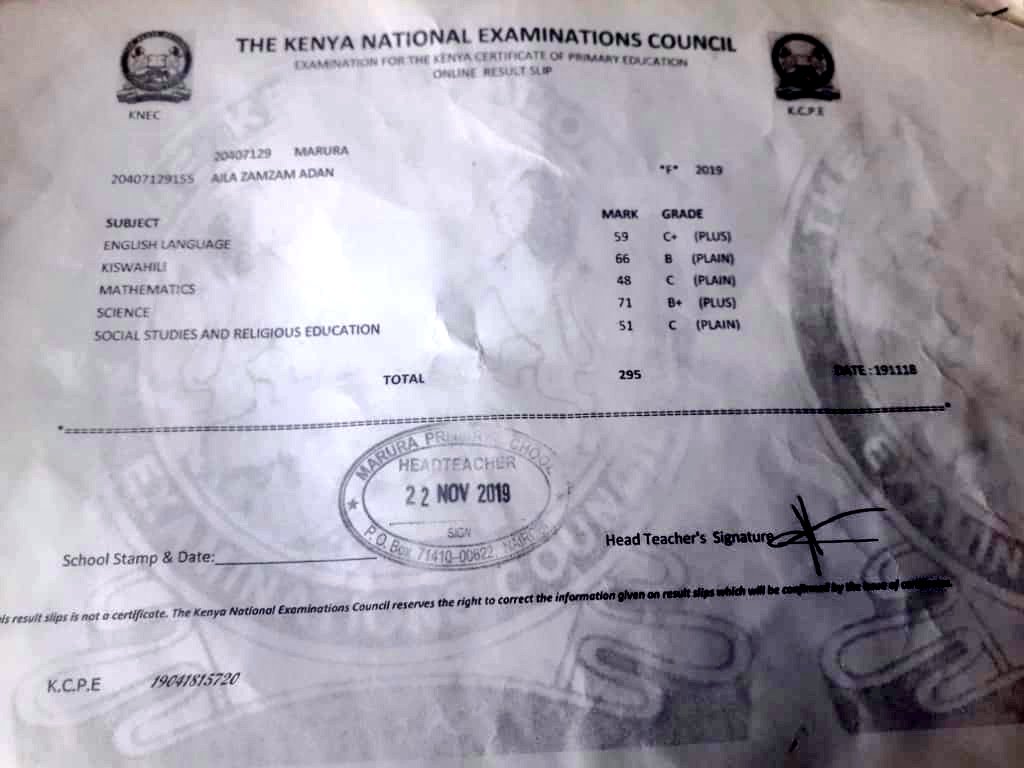 THE KENYA NATIONAL EXAMINATIONS COUNCIL
EXAMINATION FOR THE KENYA CERTIFICATE OF PRIMARY EDUCATION
ONLINE RESULT SLIP
KNEC
K.C.P.E
20407129 MARURA
20407129155 AILA ZAMZAM ADAN "F" 2019
SUBJECT MARK GRADE
ENGLISH LANGUAGE 59 C+ (PLUS)
KISWAHILI 66 B (PLAIN)
MATHEMATICS 48 C (PLAIN)
SCIENCE 71 B+ (PLUS)
SOCIAL STUDIES AND RELIGIOUS EDUCATION 51 C (PLAIN)
TOTAL 295 DATE : 191118
MARURA PRIMARY SCHOOL
HEADTEACHER
22 NOV 2019
SIGN
P.O. Box 71410-00622,
School Stamp & Date:
Head Teacher's Signature
result slips is not a certificate. The Kenya National Examinations Council reserves the right to correct the information given on result slips which will be confirmed by the issue of certificates.
K.C.P.E 19041815720